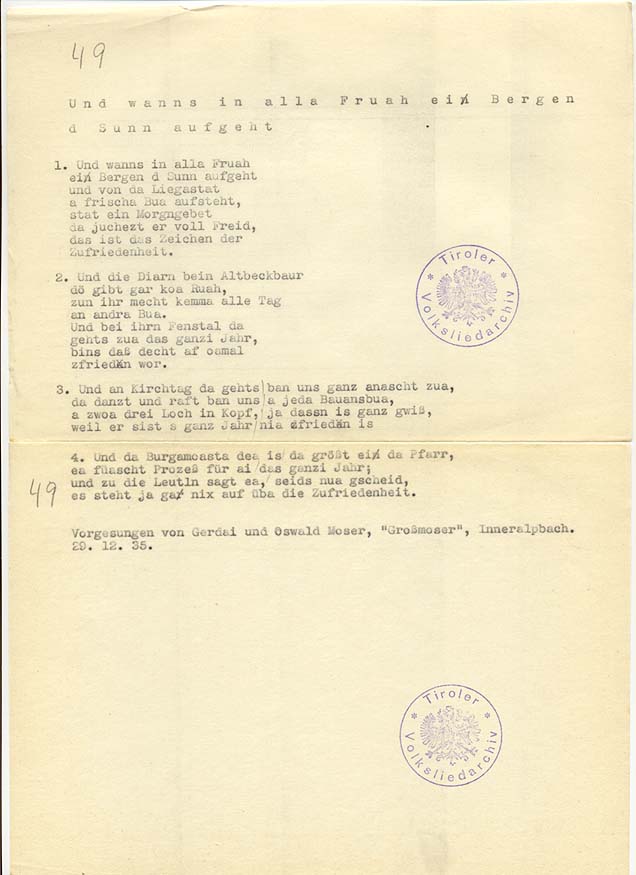 49
Und wanns in alla Fruah ein Bergen
d Sunn aufgeht
1. Und wanns in alla Fruah
ein Bergen d Sunn aufgeht
und von da Liegastat
a frischa Bua aufsteht,
stat ein Morgngebet
da juchezt er voll Freid,
das ist das Zeichen der
Zufriedenheit.
2. Und die Diarn bein Altbeckbaur
dö gibt gar koa Ruah,
zun ihr mecht kemma alle Tag
an andra Bua.
Und bei ihrn Fenstal da
gehts zua das ganzi Jahr,
bins daß decht af oamal
zfriedn wor.
3. Und an Kirchtag da gehts/ban uns ganz anascht zua,
da danzt und raft ban uns/a jeda Bauansbua,
a zwoa drei Loch in Kopf,/ja dassn is ganz gwiß,
weil er sist s ganz Jahr/nia zfriedn is
4. Und da Burgamoasta dea is/da größt ein da Pfarr,
ea füascht Prozeß für ai/das ganzi Jahr;
und zu die Leutln sagt ea,/seids nua gscheid,
es steht ja gar nix auf üba die Zufriedenheit.
49
Vorgesungen von Gerdai und Oswald Moser, "Großmoser", Inneralpbach.
29. 12. 35.
* Tiroler *
Volksliedarchiv
* Tiroler *
Volksliedarchiv